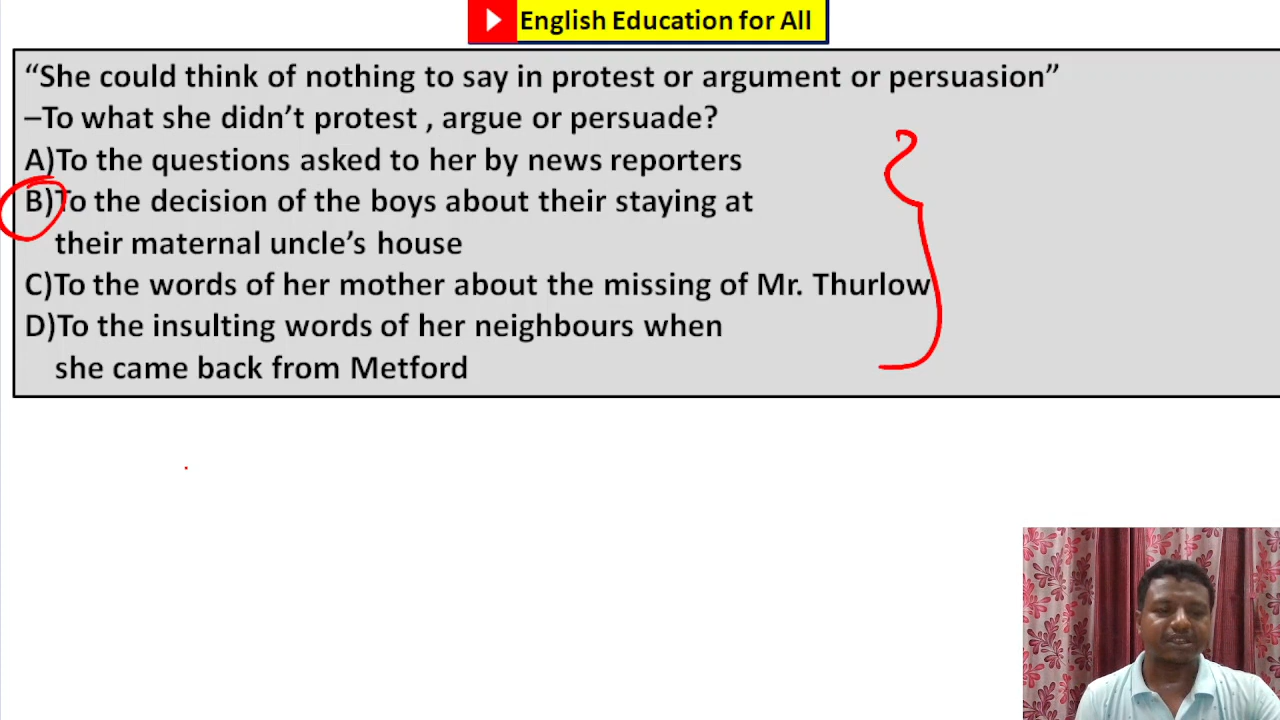 English Education for All
“She could think of nothing to say in protest or argument or persuasion”
–To what she didn’t protest , argue or persuade?
A)To the questions asked to her by news reporters
B)To the decision of the boys about their staying at
their maternal uncle’s house
C)To the words of her mother about the missing of Mr. Thurlow
D)To the insulting words of her neighbours when
she came back from Metford